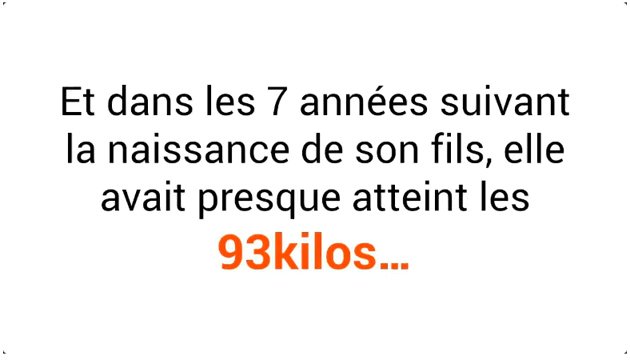 Et dans les 7 années suivant
la naissance de son fils, elle
avait presque atteint les
93kilos...